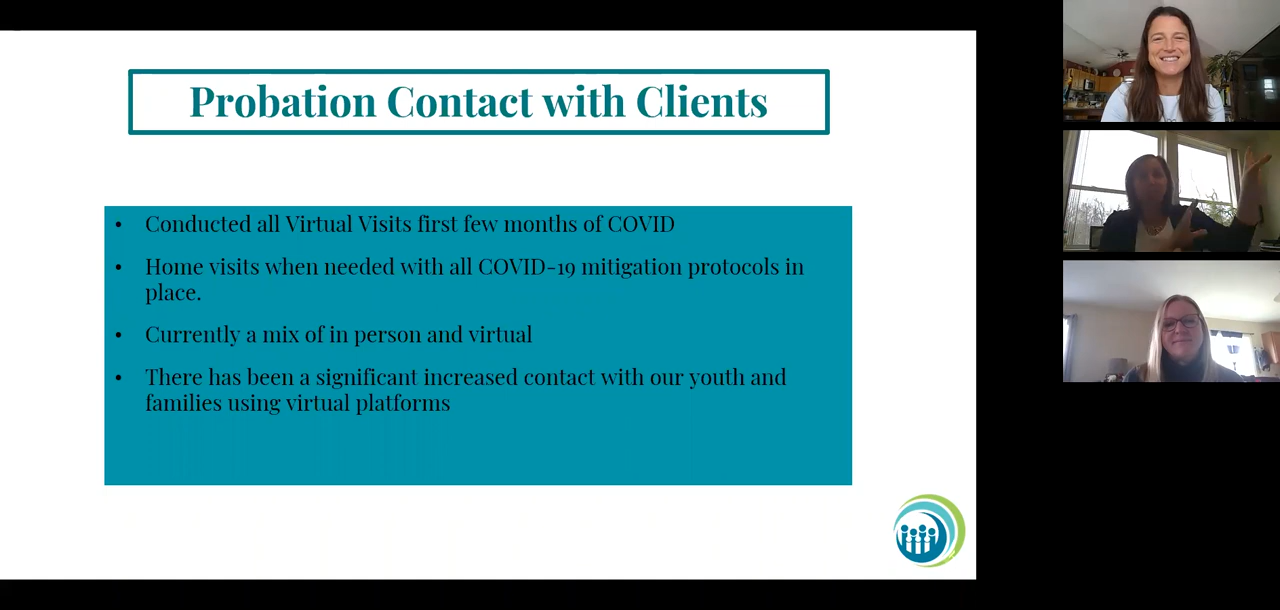 Probation Contact with Clients
• Conducted all Virtual Visits first few months of COVID
• Home visits when needed with all COVID-19 mitigation protocols in
place.
• Currently a mix of in person and virtual
• There has been a significant increased contact with our youth and
families using virtual platforms